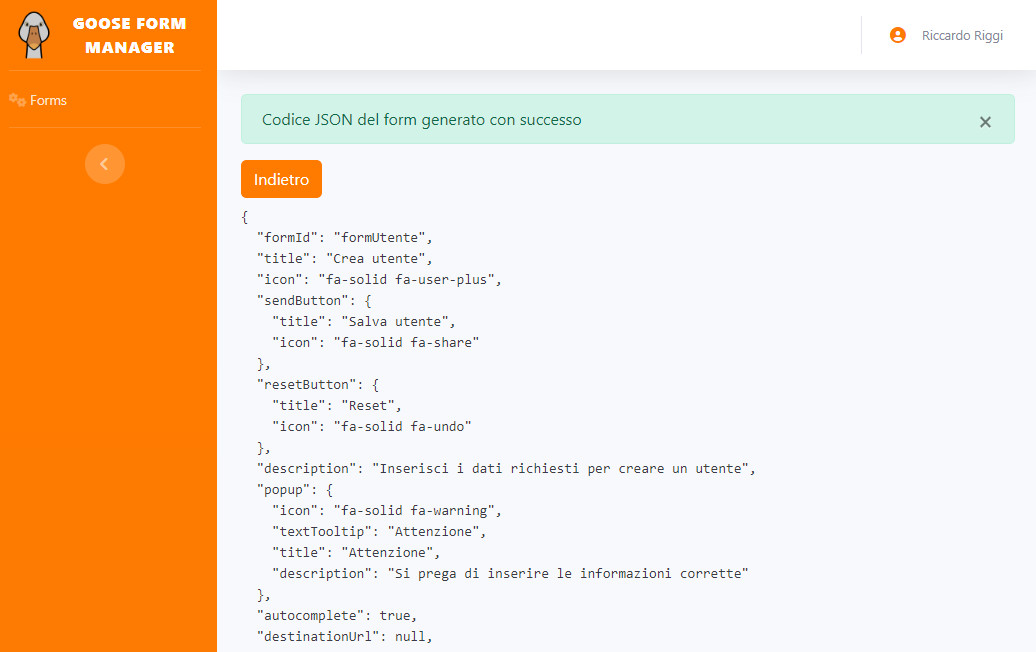 GOOSE FORM
MANAGER
Forms
Riccardo Riggi
Codice JSON del form generato con successo
×
Indietro
{
  "formId": "formUtente",
  "title": "Crea utente",
  "icon": "fa-solid fa-user-plus",
  "sendButton": {
    "title": "Salva utente",
    "icon": "fa-solid fa-share"
  },
  "resetButton": {
    "title": "Reset",
    "icon": "fa-solid fa-undo"
  },
  "description": "Inserisci i dati richiesti per creare un utente",
  "popup": {
    "icon": "fa-solid fa-warning",
    "textTooltip": "Attenzione",
    "title": "Attenzione",
    "description": "Si prega di inserire le informazioni corrette"
  },
  "autocomplete": true,
  "destinationUrl": null,